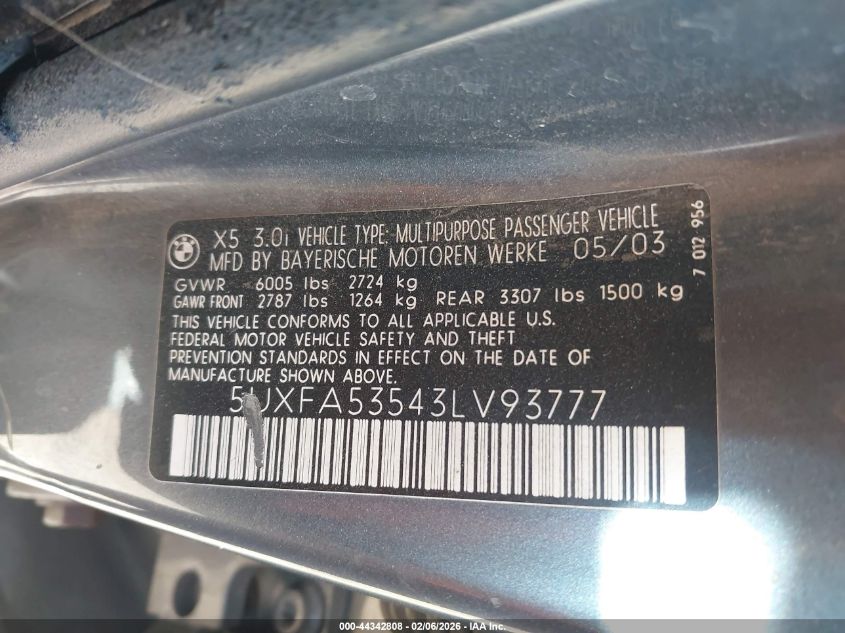 X5 3.0i VEHICLE TYPE: MULTIPURPOSE PASSENGER VEHICLE
MFD BY BAYERISCHE MOTOREN WERKE 05/03
GVWR 6005 lbs 2724 kg
GAWR FRONT 2787 lbs 1264 kg REAR 3307 lbs 1500 kg
THIS VEHICLE CONFORMS TO ALL APPLICABLE U.S.
FEDERAL MOTOR VEHICLE SAFETY AND THEFT
PREVENTION STANDARDS IN EFFECT ON THE DATE OF
MANUFACTURE SHOWN ABOVE.
5UXFA53543LV93777
7 012 956
000-44342808 - 02/06/2026 - IAAI.com